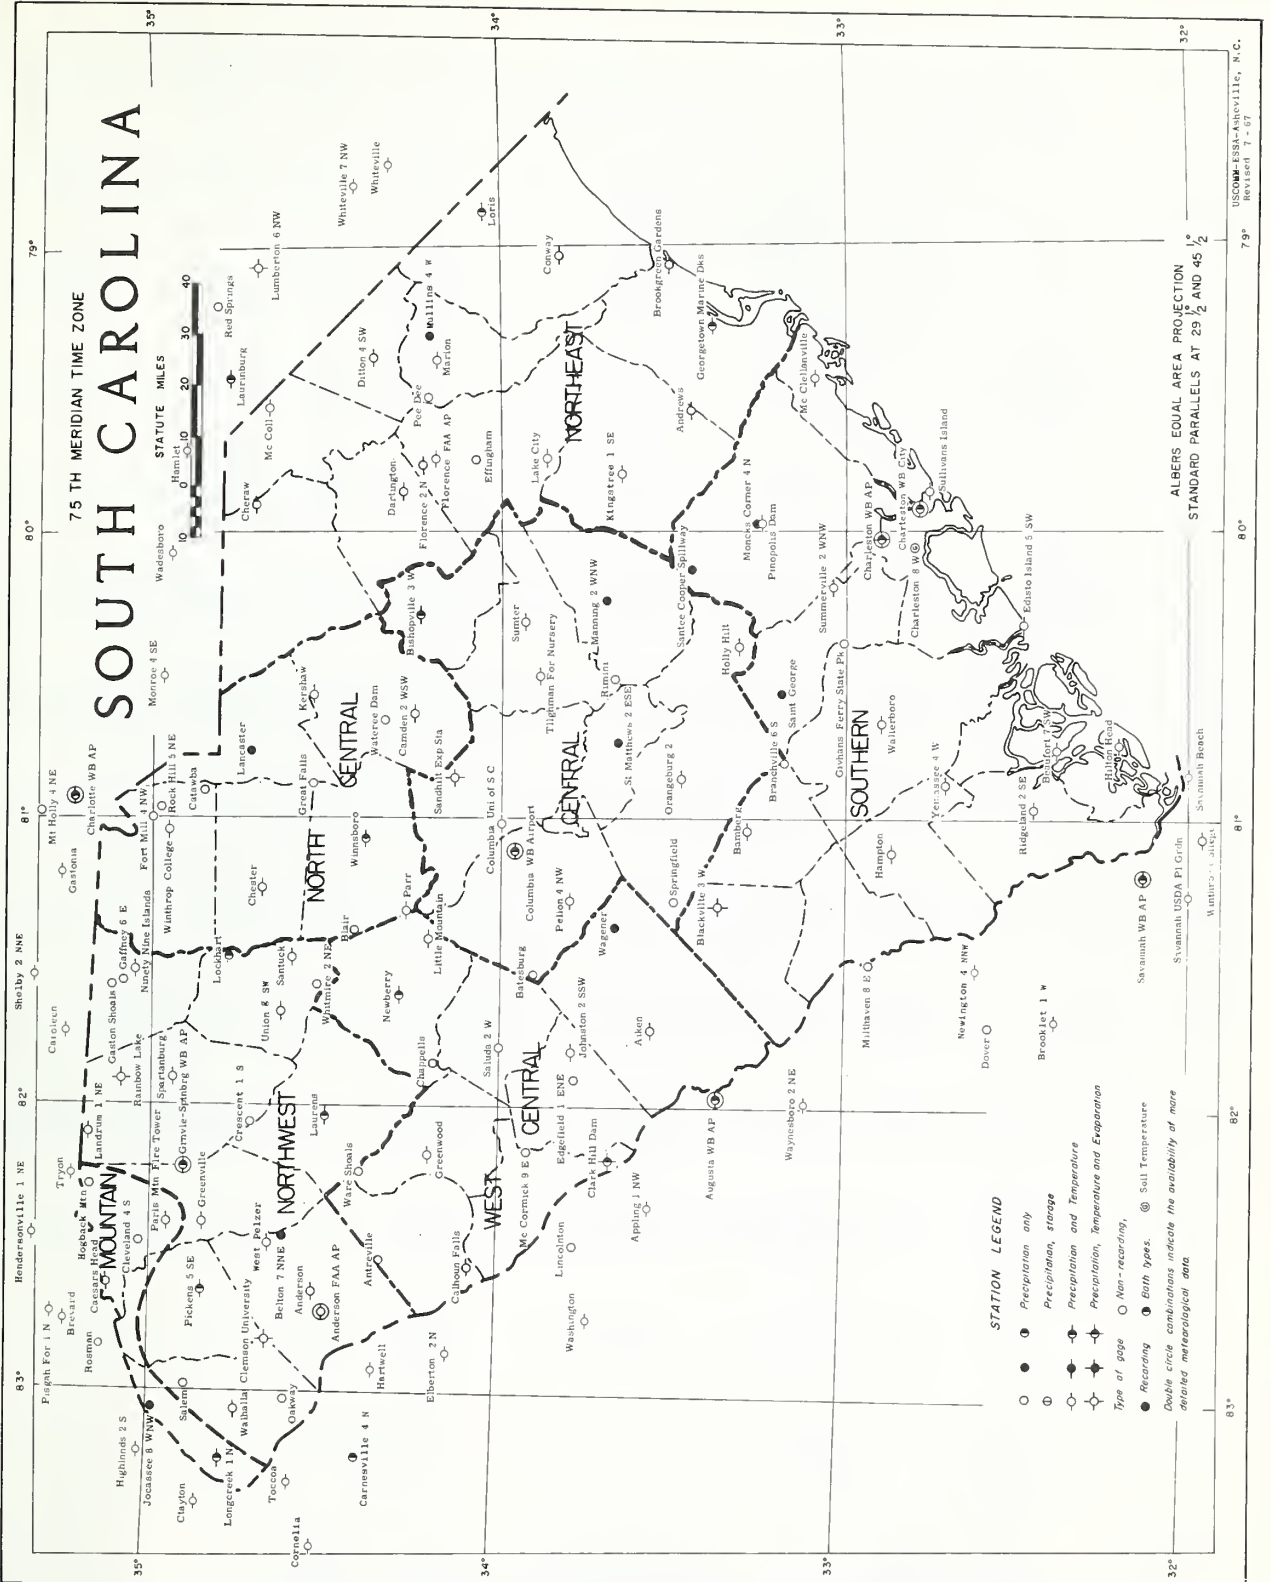 SOUTH CAROLINA
75 TH MERIDIAN TIME ZONE
STATUTE MILES
10 0 10 20 30 40
83°
82°
81°
80°
79°
35°
34°
33°
32°
35°
34°
33°
32°
83°
82°
81°
80°
79°
Pisgah For 1 N
Hendersonville 1 NE
Shelby 2 NNE
Mt Holly 4 NE
Brevard
Rosman
Tryon
Caroleen
Gastonia
Charlotte WB AP
Monroe 4 SE
Wadesboro
Hamlet
Laurinburg
Red Springs
Lumberton 6 NW
Whiteville 7 NW
Whiteville
Highlands 2 S
Jocassee 8 WNW
Clayton
Longcreek 1 N
Toccoa
Cornelia
Carnesville 4 N
Hartwell
Elberton 2 N
Washington
Lincolnton
Appling 1 NW
MOUNTAIN
Hogback Mtn
Caesars Head
Cleveland 4 S
Landrum 1 NE
Rainbow Lake
Gaston Shoals
Gaffney 6 E
Ninety Nine Islands
Spartanburg
Paris Mtn Fire Tower
Grnvle-Sptnbrg WB AP
Greenville
Pickens 5 SE
Salem
Walhalla
Oakway
Clemson University
West Pelzer
Belton 7 NNE
Anderson
Anderson FAA AP
Antreville
Calhoun Falls
Crescent 1 S
NORTHWEST
Laurens
Ware Shoals
Greenwood
Union 8 SW
Santuck
Whitmire 2 NE
Lockhart
Newberry
Chappells
Blair
Parr
Little Mountain
Fort Mill 4 NW
Rock Hill 5 NE
Winthrop College
Catawba
Lancaster
Chester
Great Falls
Kershaw
Winnsboro
NORTH
CENTRAL
Wateree Dam
Camden 2 WSW
Sandhill Exp Sta
Cheraw
Mc Coll
Dillon 4 SW
Mullins 4 W
Marion
Pee Dee
Darlington
Florence 2 N
Florence FAA AP
Effingham
Lake City
Kingstree 1 SE
Loris
Conway
NORTHEAST
Brookgreen Gardens
Georgetown Marine Dks
Andrews
Bishopville 3 W
Sumter
Tlighman For Nursery
Manning 2 WNW
Rimini
St Matthews 2 ESE
Orangeburg 2
Santee Cooper Spillway
Columbia Uni of S C
Columbia WB Airport
CENTRAL
Pelion 4 NW
Wagener
Springfield
Blackville 3 W
WEST
CENTRAL
Mc Cormick 9 E
Saluda 2 W
Batesburg
Johnston 2 SSW
Edgefield 1 ENE
Clark Hill Dam
Aiken
Augusta WB AP
Waynesboro 2 NE
Millhaven 8 E
Newington 4 NNW
Dover
Brooklet 1 W
Savannah WB AP
Savannah USDA Pl Grdn
Savannah Beach
Moncks Corner 4 N
Pinopolis Dam
Mc Clellanville
Holly Hill
Saint George
Branchville 6 S
Bamberg
Summerville 2 WNW
Givhans Ferry State Pk
SOUTHERN
Walterboro
Hampton
Yemassee 4 W
Ridgeland 2 SE
Beaufort 7 SW
Hilton Head
Edisto Island 5 SW
Charleston WB AP
Charleston 8 W
Charleston WB City
Sullivans Island
ALBERS EQUAL AREA PROJECTION
STANDARD PARALLELS AT 29 1/2° AND 45 1/2°
USCOMM-ESSA-Asheville, N.C.
Revised 7 - 67
STATION LEGEND
Precipitation only
Precipitation, storage
Precipitation and Temperature
Precipitation, Temperature and Evaporation
Type of gage Non-recording,
Recording Both types. Soil Temperature
Double circle combinations indicate the availability of more
detailed meteorological data.